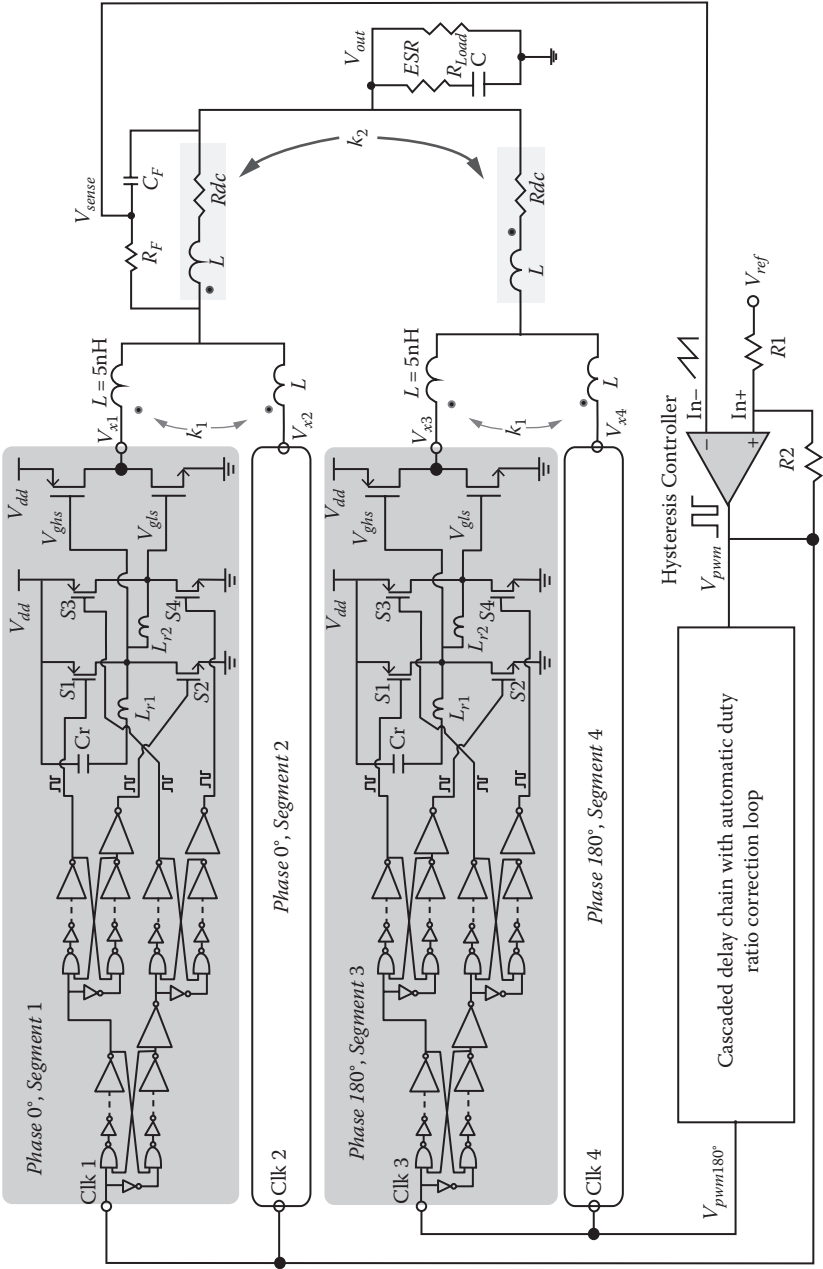 Phase 0°, Segment 1
Clk 1
Cr
S1
S2
S3
S4
L_r1
L_r2
V_dd
V_dd
V_ghs
V_gls
V_x1
L = 5nH
k_1
L
V_x2
Clk 2
Phase 0°, Segment 2
Phase 180°, Segment 3
Clk 3
Cr
S1
S2
S3
S4
L_r1
L_r2
V_dd
V_dd
V_ghs
V_gls
V_x3
L = 5nH
k_1
L
V_x4
Clk 4
Phase 180°, Segment 4
V_sense
R_F
C_F
L
Rdc
k_2
L
Rdc
V_out
ESR
R_Load
C
V_pwm180°
Cascaded delay chain with automatic duty
ratio correction loop
V_pwm
Hysteresis Controller
In−
In+
−
+
R1
R2
V_ref